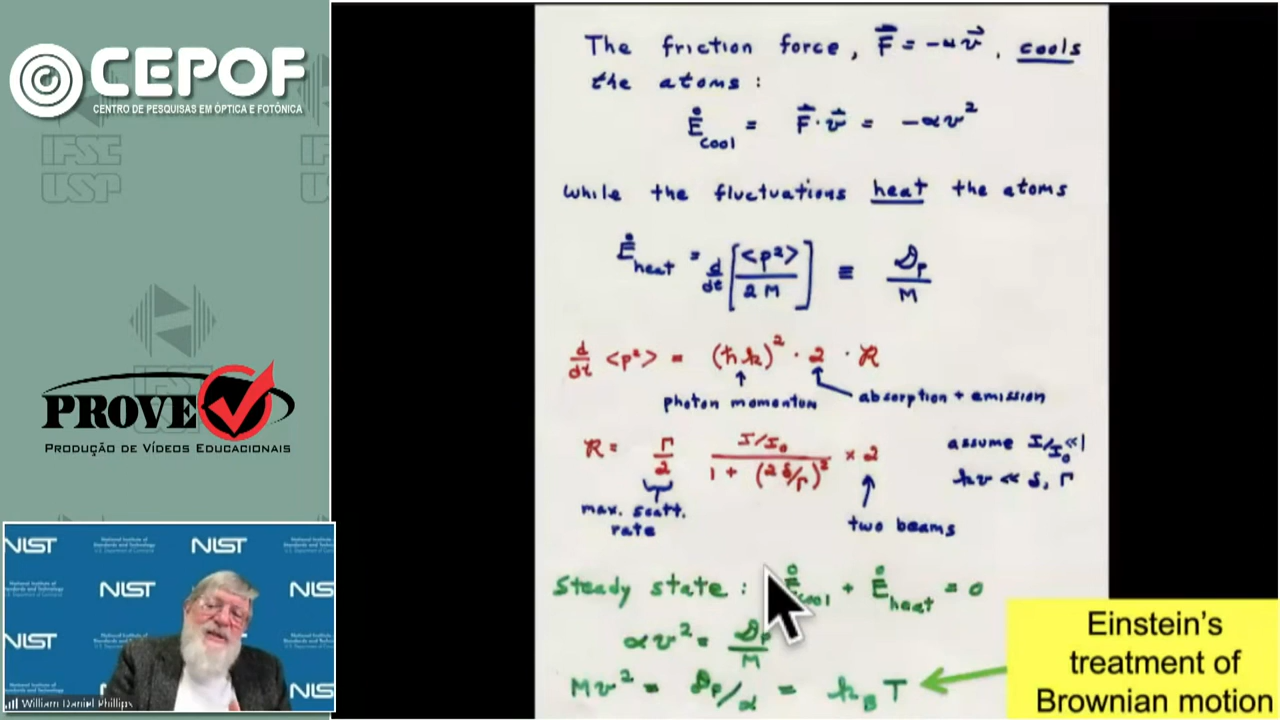 CEPOF
CENTRO DE PESQUISAS EM ÓPTICA E FOTÔNICA
IFSC
USP
PROVE
PRODUÇÃO DE VÍDEOS EDUCACIONAIS
The friction force, F⃗ = -αv⃗, cools
the atoms:
Ė_cool = F⃗·v⃗ = -αv²
while the fluctuations heat the atoms
Ė_heat = d/dt [<p²>/2M] ≡ 𝒟_p/M
d/dt <p²> = (ħk)² · 2 · R
photon momentum
absorption + emission
R = Γ/2 (I/I₀)/(1 + (2δ/Γ)²) × 2
assume I/I₀ ≪ 1
kv ≪ δ, Γ
max. scatt.
rate
two beams
Steady state: Ė_cool + Ė_heat = 0
αv² = 𝒟_p/M
Mv² = 𝒟_p/α = k_B T
Einstein's
treatment of
Brownian motion
NIST
NIST
NIST
NIST
NIST
William Daniel Phillips